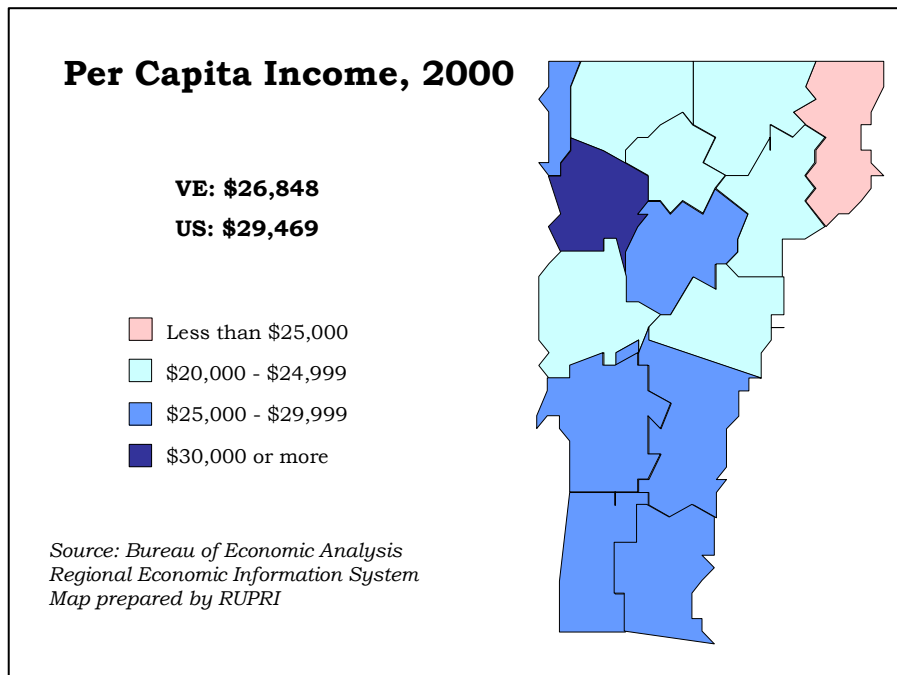 Per Capita Income, 2000
VE: $26,848
US: $29,469
Less than $25,000
$20,000 - $24,999
$25,000 - $29,999
$30,000 or more
Source: Bureau of Economic Analysis
Regional Economic Information System
Map prepared by RUPRI